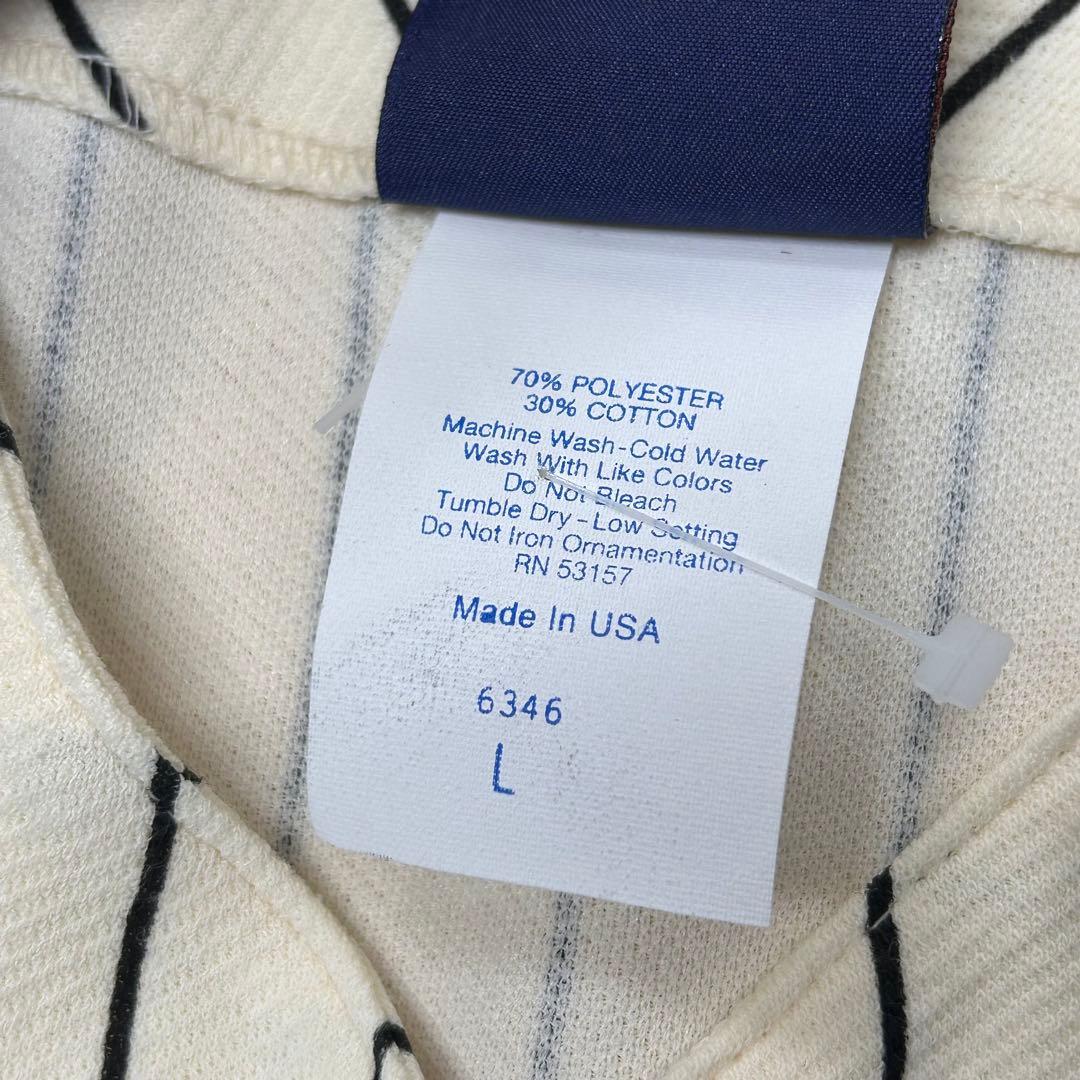 70% POLYESTER
30% COTTON
Machine Wash-Cold Water
Wash With Like Colors
Do Not Bleach
Tumble Dry-Low Setting
Do Not Iron Ornamentation
RN 53157
Made In USA
6346
L